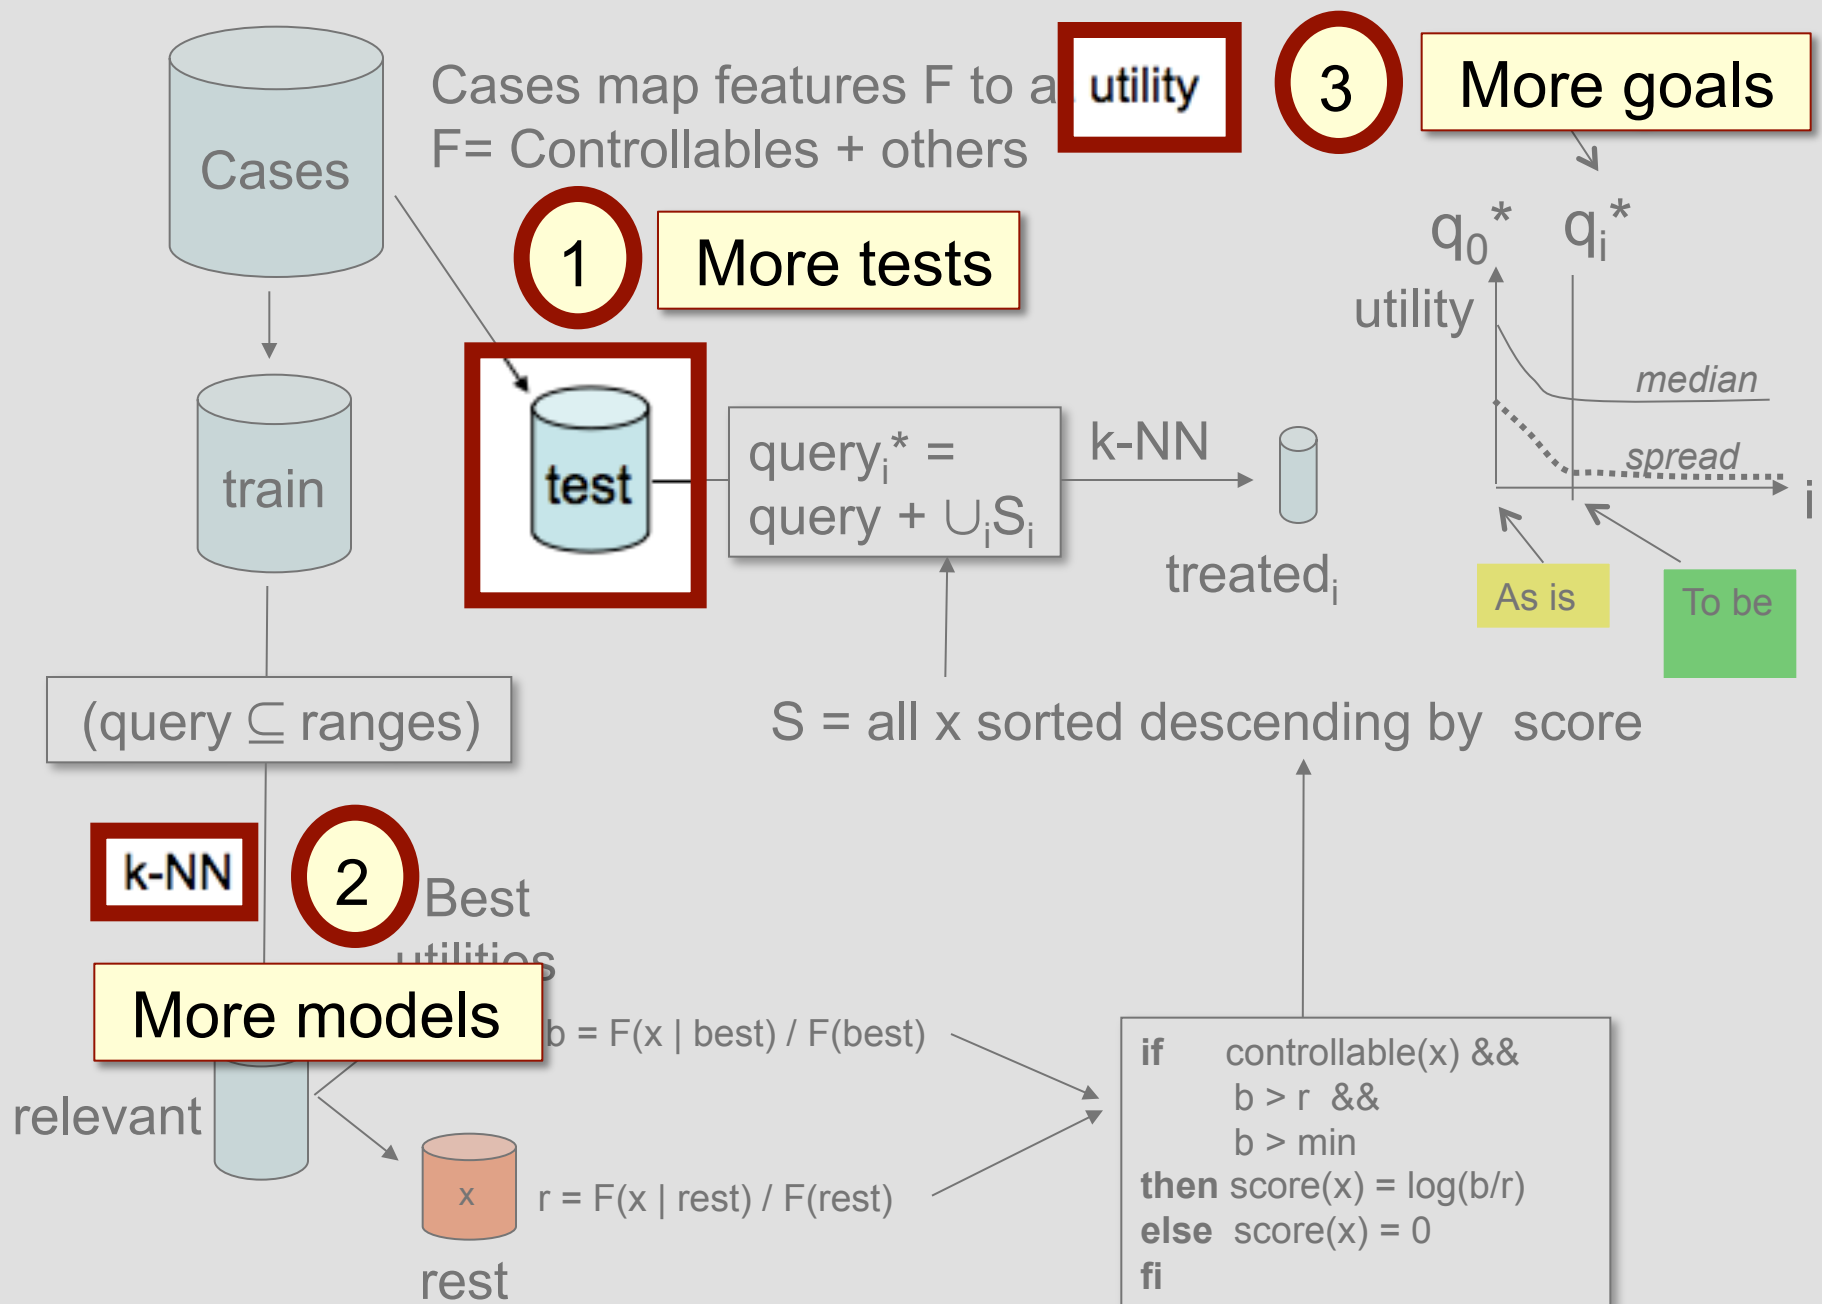 Cases map features F to a utility
F= Controllables + others
3
More goals
Cases
1
More tests
q0* qi*
utility
median
spread
i
As is
To be
train
test
queryi* =
query + ∪iSi
k-NN
treatedi
(query ⊆ ranges)
S = all x sorted descending by score
k-NN
2
Best
utilities
More models
b = F(x | best) / F(best)
relevant
x
r = F(x | rest) / F(rest)
rest
if controllable(x) &&
b > r &&
b > min
then score(x) = log(b/r)
else score(x) = 0
fi